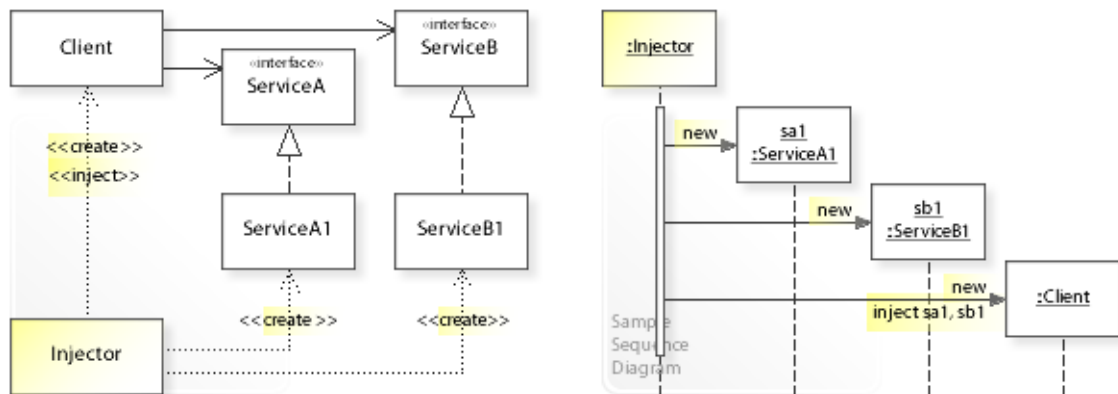 Client
«interface»
ServiceB
«interface»
ServiceA
<<create>>
<<inject>>
ServiceA1
ServiceB1
<<create >>
<<create>>
Injector
:Injector
new
sa1
:ServiceA1
new
sb1
:ServiceB1
new
inject sa1, sb1
:Client
Sample
Sequence
Diagram